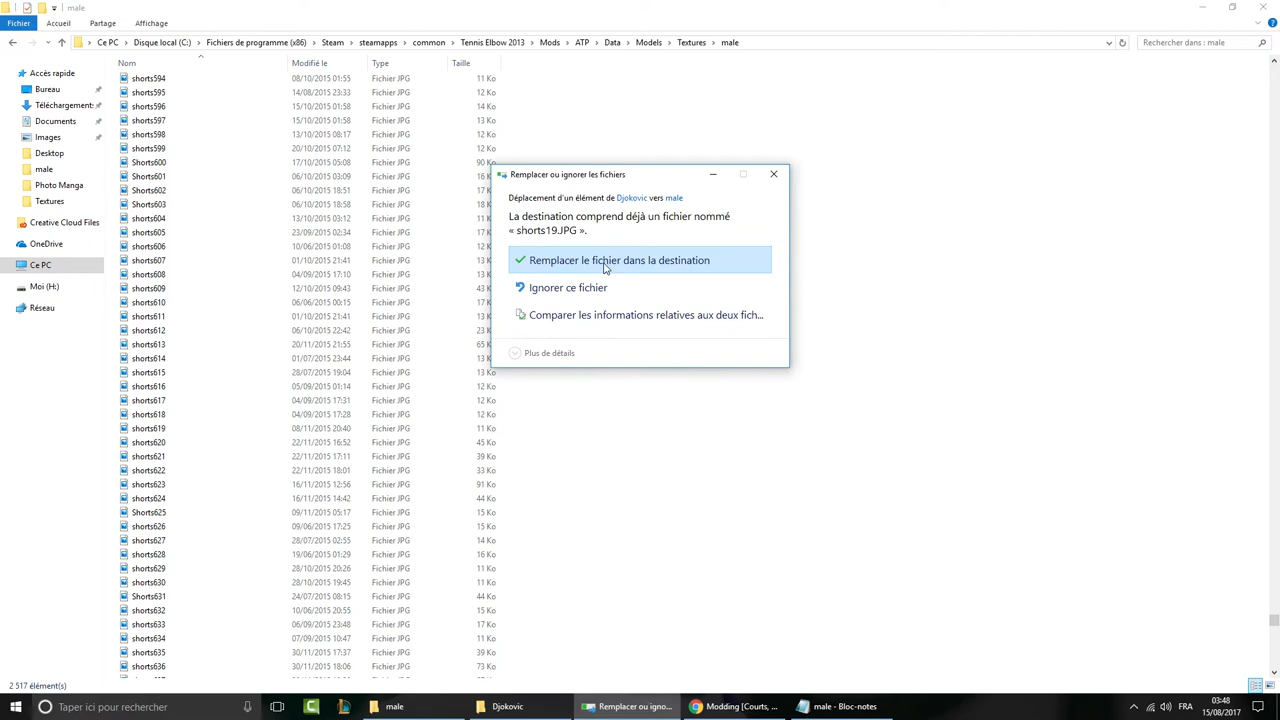 male
Fichier Accueil Partage Affichage
Ce PC > Disque local (C:) > Fichiers de programme (x86) > Steam > steamapps > common > Tennis Elbow 2013 > Mods > ATP > Data > Models > Textures > male
Rechercher dans : male
Nom Modifié le Type Taille
Accès rapide
Bureau
Téléchargement:
Documents
Images
Desktop
male
Photo Manga
Textures
Creative Cloud Files
OneDrive
Ce PC
Moi (H:)
Réseau
shorts594 08/10/2015 01:55 Fichier JPG 11 Ko
shorts595 14/08/2015 23:33 Fichier JPG 12 Ko
shorts596 15/10/2015 01:58 Fichier JPG 14 Ko
shorts597 15/10/2015 01:58 Fichier JPG 13 Ko
shorts598 13/10/2015 08:17 Fichier JPG 12 Ko
shorts599 20/10/2015 07:12 Fichier JPG 12 Ko
Shorts600 17/10/2015 05:08 Fichier JPG 90 Ko
Shorts601 06/10/2015 03:09 Fichier JPG 16
Shorts602 06/10/2015 18:51 Fichier JPG 17
Shorts603 06/10/2015 18:58 Fichier JPG 18
shorts604 13/10/2015 03:12 Fichier JPG 11
shorts605 23/09/2015 02:34 Fichier JPG 17
shorts606 10/06/2015 01:08 Fichier JPG 12
shorts607 01/10/2015 21:41 Fichier JPG 13
shorts608 04/09/2015 17:10 Fichier JPG 13
shorts609 12/10/2015 09:43 Fichier JPG 43
shorts610 06/06/2015 00:15 Fichier JPG 17
shorts611 01/10/2015 21:41 Fichier JPG 13
shorts612 06/10/2015 22:42 Fichier JPG 23
shorts613 20/11/2015 21:55 Fichier JPG 65
shorts614 01/07/2015 23:44 Fichier JPG 13
shorts615 28/07/2015 19:04 Fichier JPG 13 Ko
shorts616 05/09/2015 01:14 Fichier JPG 12 Ko
shorts617 04/09/2015 17:31 Fichier JPG 12 Ko
shorts618 04/09/2015 17:28 Fichier JPG 12 Ko
shorts619 08/11/2015 20:40 Fichier JPG 11 Ko
shorts620 22/11/2015 16:52 Fichier JPG 45 Ko
shorts621 22/11/2015 17:11 Fichier JPG 39 Ko
shorts622 22/11/2015 18:01 Fichier JPG 33 Ko
shorts623 16/11/2015 12:56 Fichier JPG 91 Ko
shorts624 16/11/2015 14:42 Fichier JPG 44 Ko
Shorts625 09/11/2015 05:17 Fichier JPG 15 Ko
shorts626 09/06/2015 17:25 Fichier JPG 15 Ko
shorts627 28/07/2015 02:55 Fichier JPG 14 Ko
shorts628 19/06/2015 01:29 Fichier JPG 16 Ko
shorts629 28/10/2015 20:26 Fichier JPG 11 Ko
shorts630 28/10/2015 19:45 Fichier JPG 11 Ko
Shorts631 24/07/2015 08:15 Fichier JPG 44 Ko
shorts632 10/06/2015 20:55 Fichier JPG 15 Ko
shorts633 06/09/2015 23:48 Fichier JPG 17 Ko
shorts634 07/09/2015 10:47 Fichier JPG 11 Ko
shorts635 30/11/2015 17:37 Fichier JPG 39 Ko
shorts636 30/11/2015 18:06 Fichier JPG 73 Ko
Remplacer ou ignorer les fichiers
Déplacement d'un élément de Djokovic vers male
La destination comprend déjà un fichier nommé
« shorts19.JPG ».
Remplacer le fichier dans la destination
Ignorer ce fichier
Comparer les informations relatives aux deux fich...
Plus de détails
2 517 élément(s)
Taper ici pour rechercher
male
Djokovic
Remplacer ou igno...
Modding [Courts, ...
male - Bloc-notes
FRA
03:48
15/08/2017